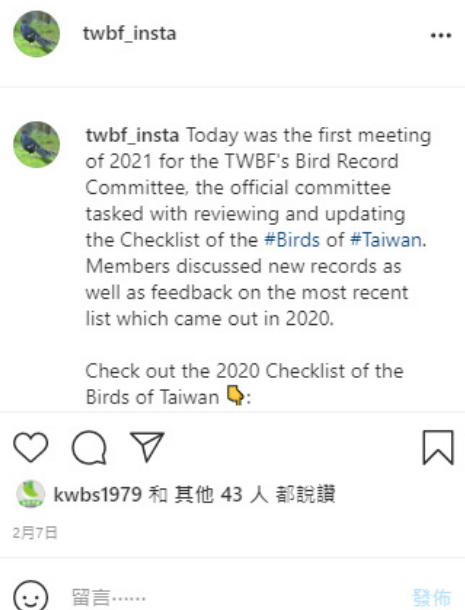 twbf_insta
twbf_insta Today was the first meeting
of 2021 for the TWBF's Bird Record
Committee, the official committee
tasked with reviewing and updating
the Checklist of the #Birds of #Taiwan.
Members discussed new records as
well as feedback on the most recent
list which came out in 2020.
Check out the 2020 Checklist of the
Birds of Taiwan 👇:
kwbs1979 和 其他 43 人 都說讚
2月7日
留言……
發佈